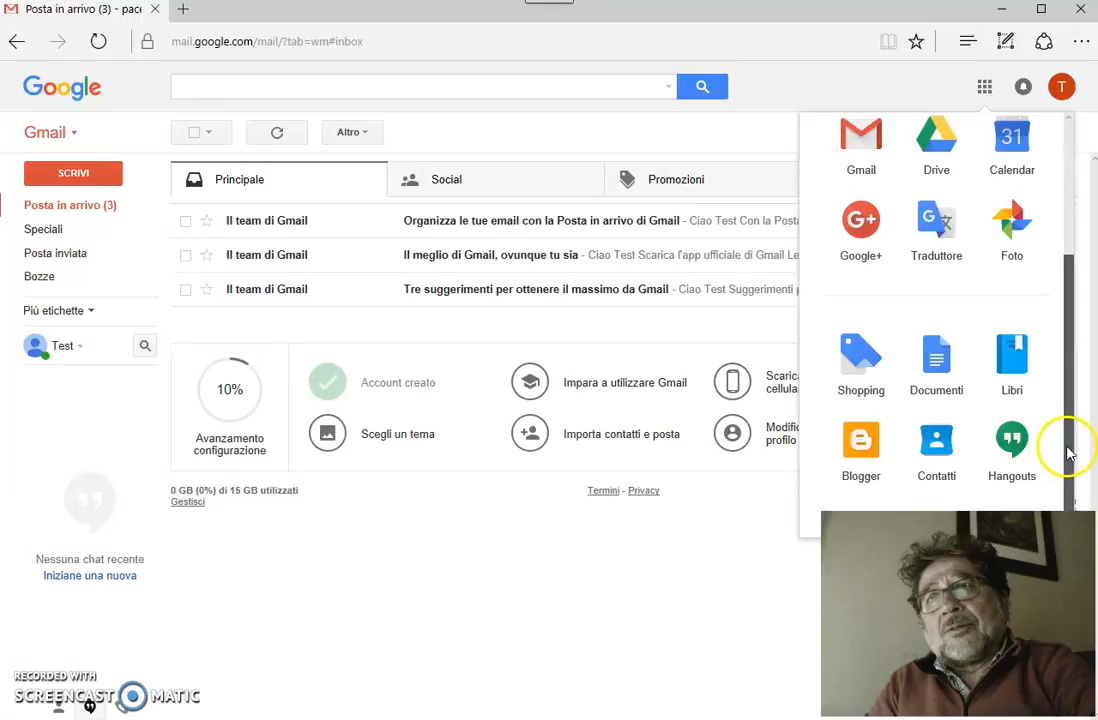 Posta in arrivo (3) - pace
mail.google.com/mail/?tab=wm#inbox
Google
T
Gmail
Altro
SCRIVI
Posta in arrivo (3)
Speciali
Posta inviata
Bozze
Più etichette
Test
Principale
Social
Promozioni
Il team di Gmail Organizza le tue email con la Posta in arrivo di Gmail - Ciao Test Con la Posta
Il team di Gmail Il meglio di Gmail, ovunque tu sia - Ciao Test Scarica l'app ufficiale di Gmail Le
Il team di Gmail Tre suggerimenti per ottenere il massimo da Gmail - Ciao Test Suggerimenti
10%
Avanzamento
configurazione
Account creato
Impara a utilizzare Gmail
Scarica
cellula
Scegli un tema
Importa contatti e posta
Modific
profilo
0 GB (0%) di 15 GB utilizzati
Gestisci
Termini - Privacy
Nessuna chat recente
Iniziane una nuova
31
Gmail
Drive
Calendar
G+
G
Google+
Traduttore
Foto
Shopping
Documenti
Libri
Blogger
Contatti
Hangouts
RECORDED WITH
SCREENCAST MATIC